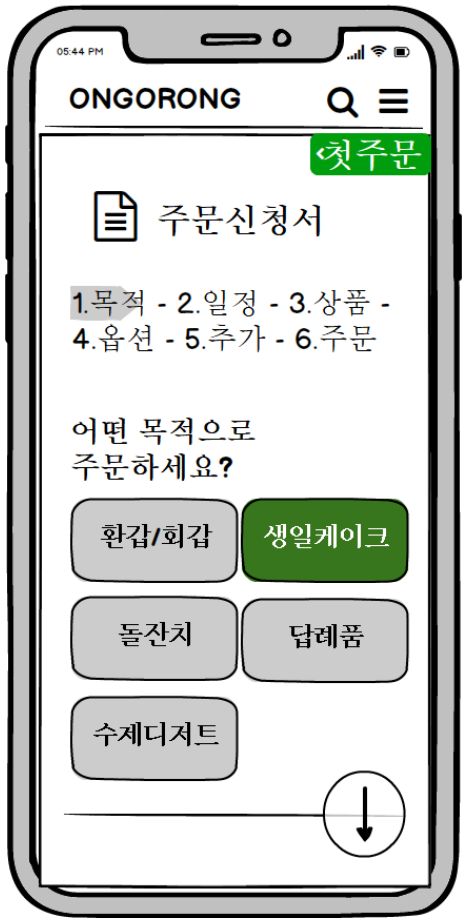 05:44 PM
ONGORONG
<첫주문
주문신청서
1.목적 - 2.일정 - 3.상품 -
4.옵션 - 5.추가 - 6.주문
어떤 목적으로
주문하세요?
환갑/회갑
생일케이크
돌잔치
답례품
수제디저트